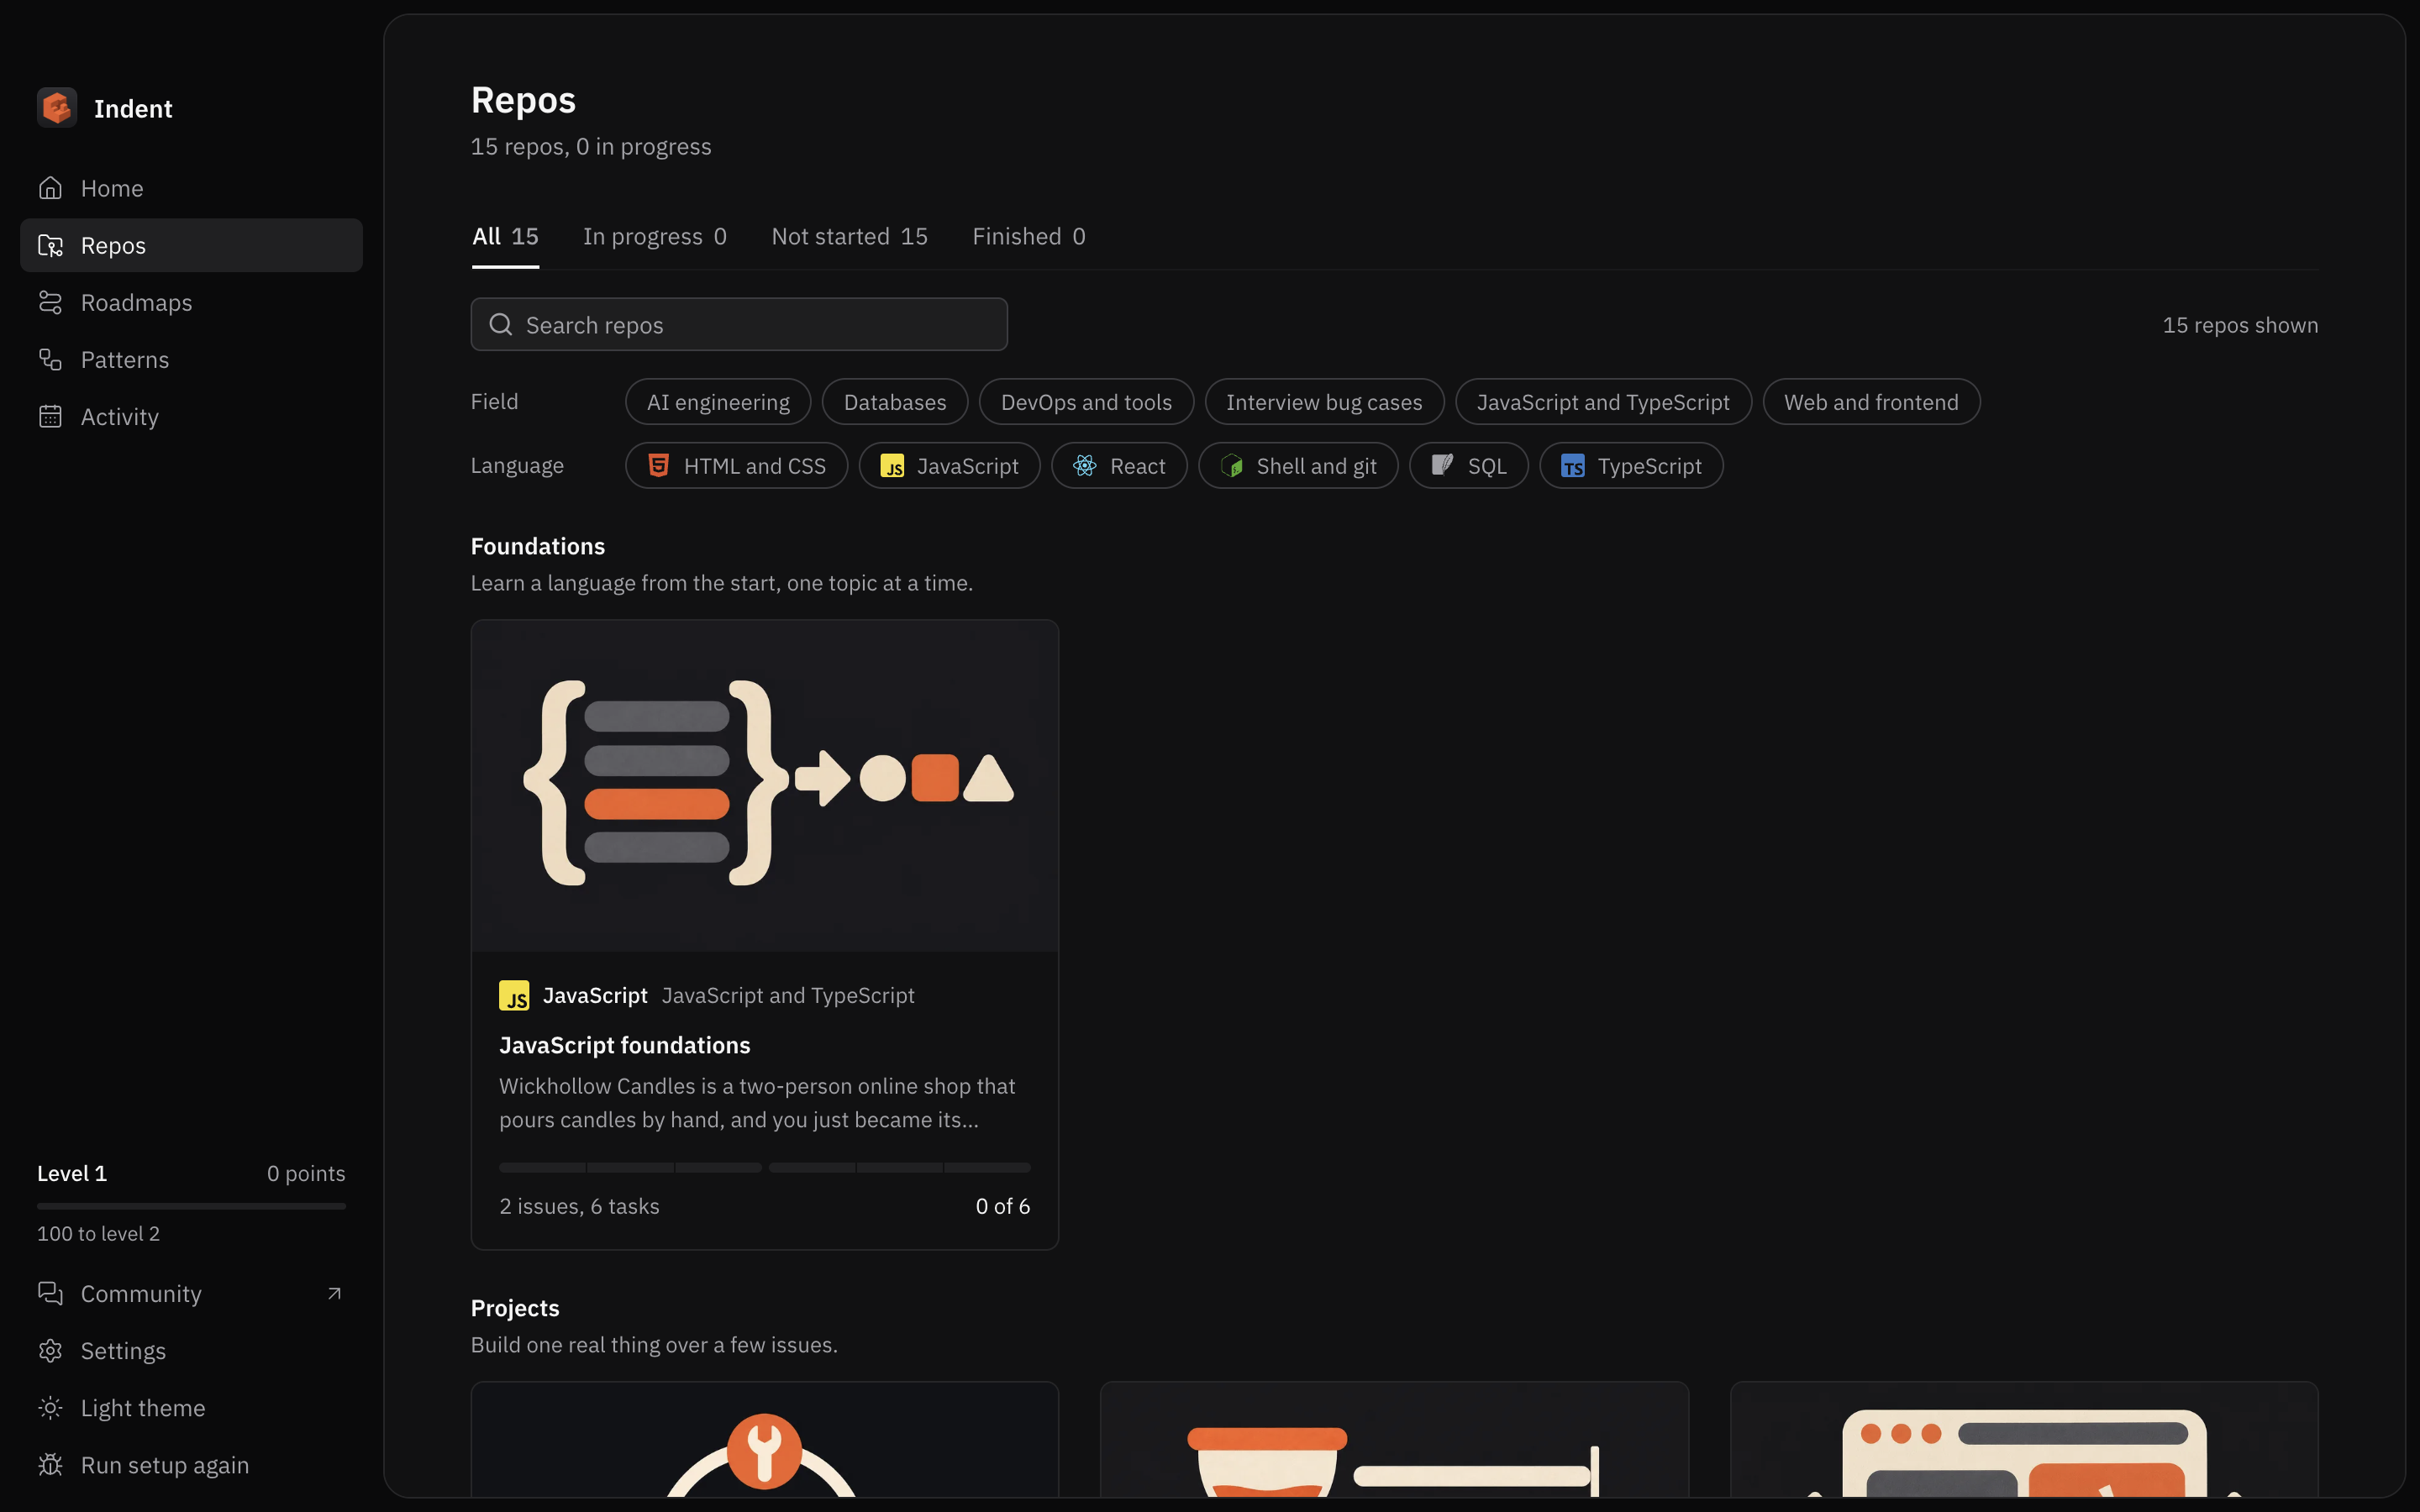 Indent
Home
Repos
Roadmaps
Patterns
Activity
Level 1 0 points
100 to level 2
Community
Settings
Light theme
Run setup again
Repos
15 repos, 0 in progress
All 15 In progress 0 Not started 15 Finished 0
Search repos 15 repos shown
Field AI engineering Databases DevOps and tools Interview bug cases JavaScript and TypeScript Web and frontend
Language HTML and CSS JS JavaScript React Shell and git SQL TS TypeScript
Foundations
Learn a language from the start, one topic at a time.
JS JavaScript JavaScript and TypeScript
JavaScript foundations
Wickhollow Candles is a two-person online shop that
pours candles by hand, and you just became its...
2 issues, 6 tasks 0 of 6
Projects
Build one real thing over a few issues.